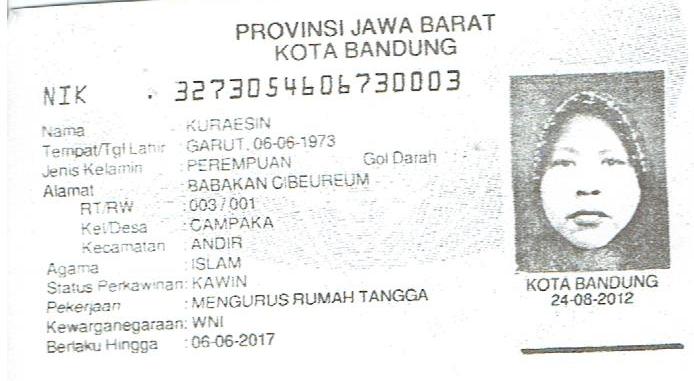 PROVINSI JAWA BARAT
KOTA BANDUNG
NIK : 3273054606730003
Nama : KURAESIN
Tempat/Tgl Lahir : GARUT, 06-06-1973
Jenis Kelamin : PEREMPUAN Gol Darah :
Alamat : BABAKAN CIBEUREUM
RT/RW : 003 / 001
Kel/Desa : CAMPAKA
Kecamatan : ANDIR
Agama : ISLAM
Status Perkawinan: KAWIN
Pekerjaan : MENGURUS RUMAH TANGGA
Kewarganegaraan: WNI
Berlaku Hingga : 06-06-2017
KOTA BANDUNG
24-08-2012